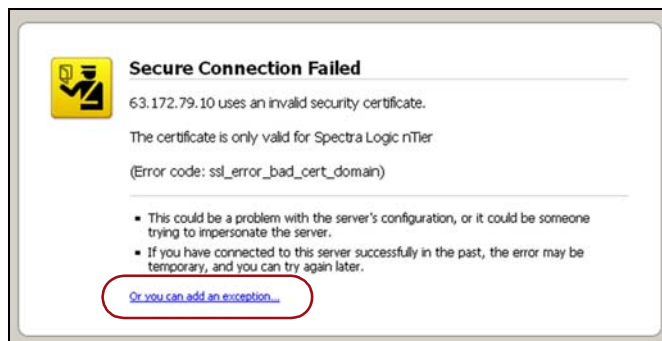 Secure Connection Failed
63.172.79.10 uses an invalid security certificate.
The certificate is only valid for Spectra Logic nTier
(Error code: ssl_error_bad_cert_domain)
▪ This could be a problem with the server's configuration, or it could be someone
trying to impersonate the server.
▪ If you have connected to this server successfully in the past, the error may be
temporary, and you can try again later.
Or you can add an exception...